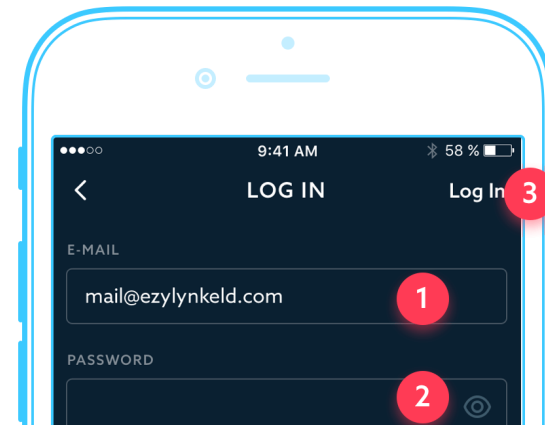 9:41 AM 58 %
LOG IN Log In 3
E-MAIL
mail@ezylynkeld.com 1
PASSWORD
2